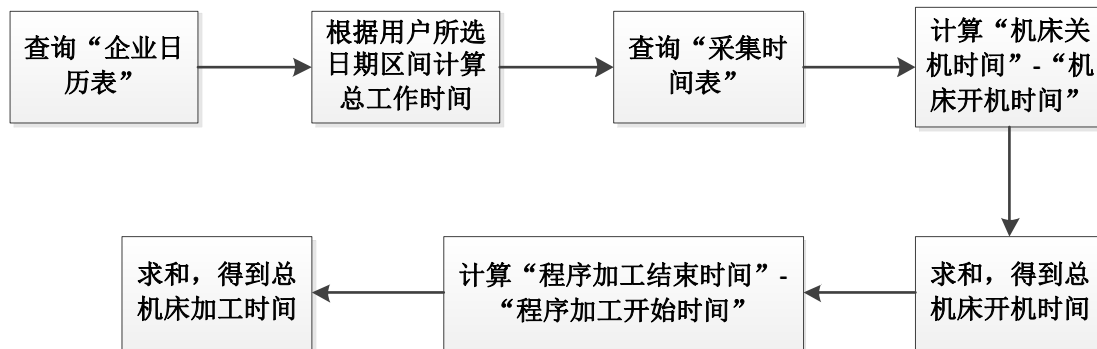 查询“企业日
历表”
根据用户所选
日期区间计算
总工作时间
查询“采集时
间表”
计算“机床关
机时间”-“机
床开机时间”
求和，得到总
机床开机时间
计算“程序加工结束时间”-
“程序加工开始时间”
求和，得到总
机床加工时间